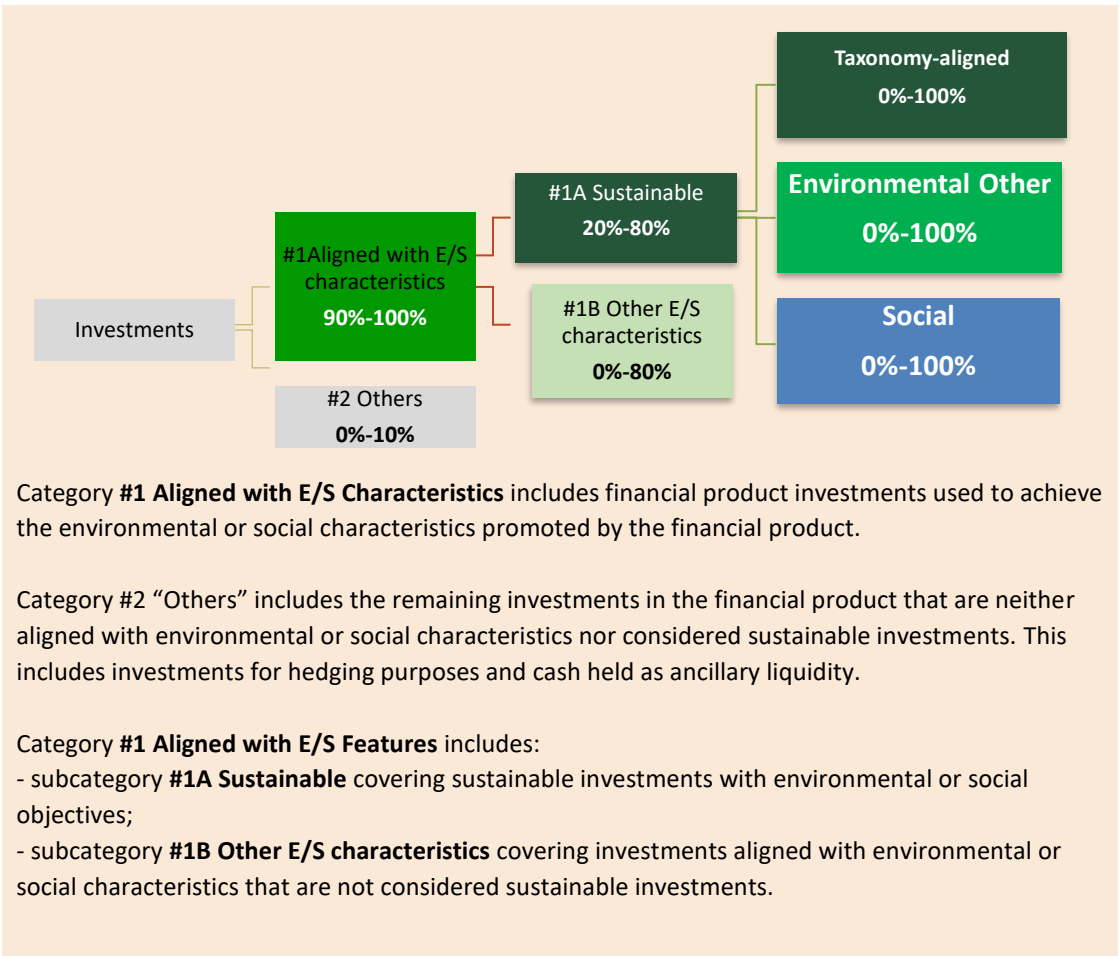 Taxonomy-aligned
0%-100%
Environmental Other
0%-100%
Social
0%-100%
#1A Sustainable
20%-80%
#1B Other E/S
characteristics
0%-80%
#1Aligned with E/S
characteristics
90%-100%
#2 Others
0%-10%
Investments
Category #1 Aligned with E/S Characteristics includes financial product investments used to achieve
the environmental or social characteristics promoted by the financial product.
Category #2 “Others” includes the remaining investments in the financial product that are neither
aligned with environmental or social characteristics nor considered sustainable investments. This
includes investments for hedging purposes and cash held as ancillary liquidity.
Category #1 Aligned with E/S Features includes:
- subcategory #1A Sustainable covering sustainable investments with environmental or social
objectives;
- subcategory #1B Other E/S characteristics covering investments aligned with environmental or
social characteristics that are not considered sustainable investments.